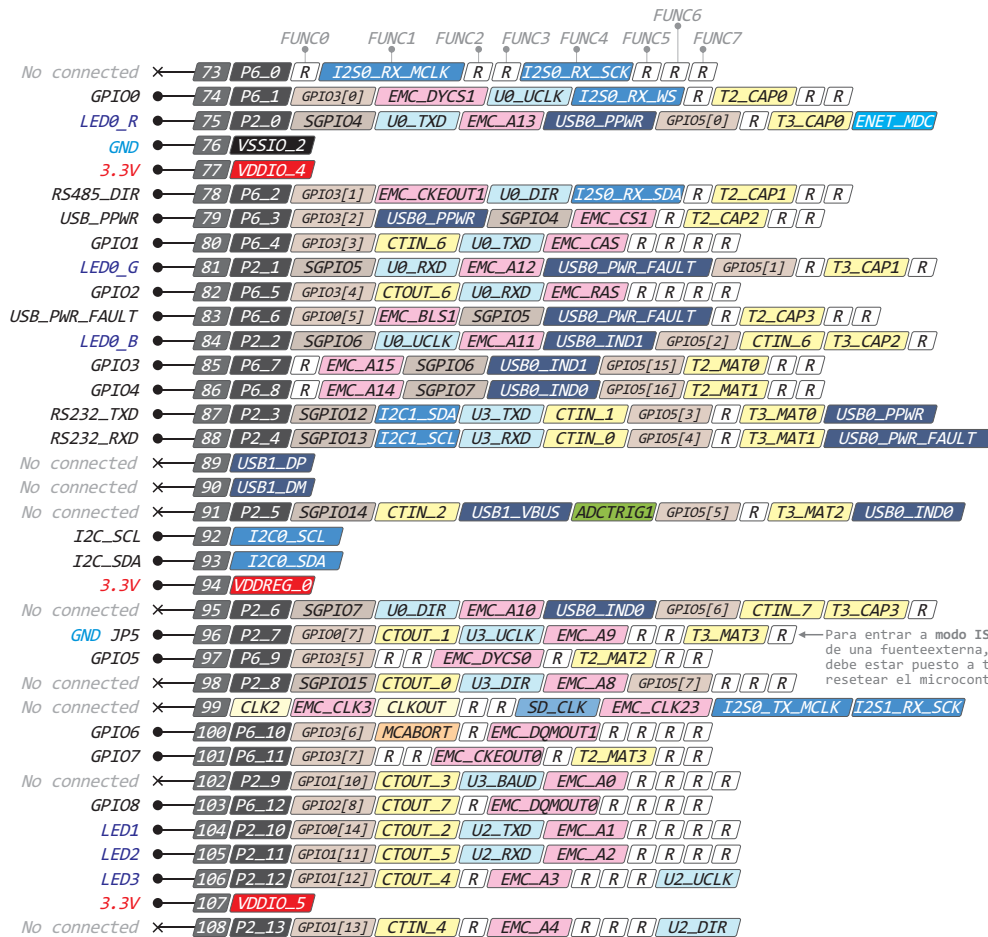 FUNC6
FUNC0 FUNC1 FUNC2 FUNC3 FUNC4 FUNC5 FUNC7
No connected 73 P6_0 R I2S0_RX_MCLK R R I2S0_RX_SCK R R R
GPIO0 74 P6_1 GPIO3[0] EMC_DYCS1 U0_UCLK I2S0_RX_WS R T2_CAP0 R R
LED0_R 75 P2_0 SGPIO4 U0_TXD EMC_A13 USB0_PPWR GPIO5[0] R T3_CAP0 ENET_MDC
GND 76 VSSIO_2
3.3V 77 VDDIO_4
RS485_DIR 78 P6_2 GPIO3[1] EMC_CKEOUT1 U0_DIR I2S0_RX_SDA R T2_CAP1 R R
USB_PPWR 79 P6_3 GPIO3[2] USB0_PPWR SGPIO4 EMC_CS1 R T2_CAP2 R R
GPIO1 80 P6_4 GPIO3[3] CTIN_6 U0_TXD EMC_CAS R R R R
LED0_G 81 P2_1 SGPIO5 U0_RXD EMC_A12 USB0_PWR_FAULT GPIO5[1] R T3_CAP1 R
GPIO2 82 P6_5 GPIO3[4] CTOUT_6 U0_RXD EMC_RAS R R R R
USB_PWR_FAULT 83 P6_6 GPIO0[5] EMC_BLS1 SGPIO5 USB0_PWR_FAULT R T2_CAP3 R R
LED0_B 84 P2_2 SGPIO6 U0_UCLK EMC_A11 USB0_IND1 GPIO5[2] CTIN_6 T3_CAP2 R
GPIO3 85 P6_7 R EMC_A15 SGPIO6 USB0_IND1 GPIO5[15] T2_MAT0 R R
GPIO4 86 P6_8 R EMC_A14 SGPIO7 USB0_IND0 GPIO5[16] T2_MAT1 R R
RS232_TXD 87 P2_3 SGPIO12 I2C1_SDA U3_TXD CTIN_1 GPIO5[3] R T3_MAT0 USB0_PPWR
RS232_RXD 88 P2_4 SGPIO13 I2C1_SCL U3_RXD CTIN_0 GPIO5[4] R T3_MAT1 USB0_PWR_FAULT
No connected 89 USB1_DP
No connected 90 USB1_DM
No connected 91 P2_5 SGPIO14 CTIN_2 USB1_VBUS ADCTRIG1 GPIO5[5] R T3_MAT2 USB0_IND0
I2C_SCL 92 I2C0_SCL
I2C_SDA 93 I2C0_SDA
3.3V 94 VDDREG_0
No connected 95 P2_6 SGPIO7 U0_DIR EMC_A10 USB0_IND0 GPIO5[6] CTIN_7 T3_CAP3 R
GND JP5 96 P2_7 GPIO0[7] CTOUT_1 U3_UCLK EMC_A9 R R T3_MAT3 R Para entrar a modo IS
de una fuenteexterna,
GPIO5 97 P6_9 GPIO3[5] R R EMC_DYCS0 R T2_MAT2 R R debe estar puesto a t
resetear el microcont
No connected 98 P2_8 SGPIO15 CTOUT_0 U3_DIR EMC_A8 GPIO5[7] R R R
No connected 99 CLK2 EMC_CLK3 CLKOUT R R SD_CLK EMC_CLK23 I2S0_TX_MCLK I2S1_RX_SCK
GPIO6 100 P6_10 GPIO3[6] MCABORT R EMC_DQMOUT1 R R R R
GPIO7 101 P6_11 GPIO3[7] R R EMC_CKEOUT0 R T2_MAT3 R R
No connected 102 P2_9 GPIO1[10] CTOUT_3 U3_BAUD EMC_A0 R R R R
GPIO8 103 P6_12 GPIO2[8] CTOUT_7 R EMC_DQMOUT0 R R R R
LED1 104 P2_10 GPIO0[14] CTOUT_2 U2_TXD EMC_A1 R R R R
LED2 105 P2_11 GPIO1[11] CTOUT_5 U2_RXD EMC_A2 R R R R
LED3 106 P2_12 GPIO1[12] CTOUT_4 R EMC_A3 R R R U2_UCLK
3.3V 107 VDDIO_5
No connected 108 P2_13 GPIO1[13] CTIN_4 R EMC_A4 R R R U2_DIR